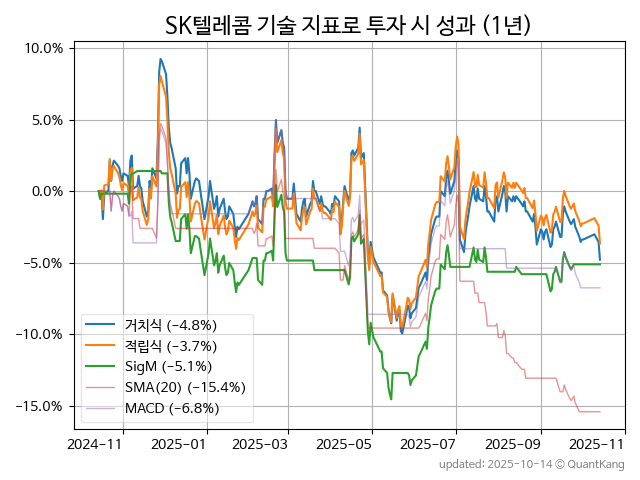 SK텔레콤 기술 지표로 투자 시 성과 (1년)
10.0%
5.0%
0.0%
−5.0%
−10.0%
−15.0%
거치식 (−4.8%)
적립식 (−3.7%)
SigM (−5.1%)
SMA(20) (−15.4%)
MACD (−6.8%)
2024−11 2025−01 2025−03 2025−05 2025−07 2025−09 2025−11
updated: 2025-10-14 © QuantKang